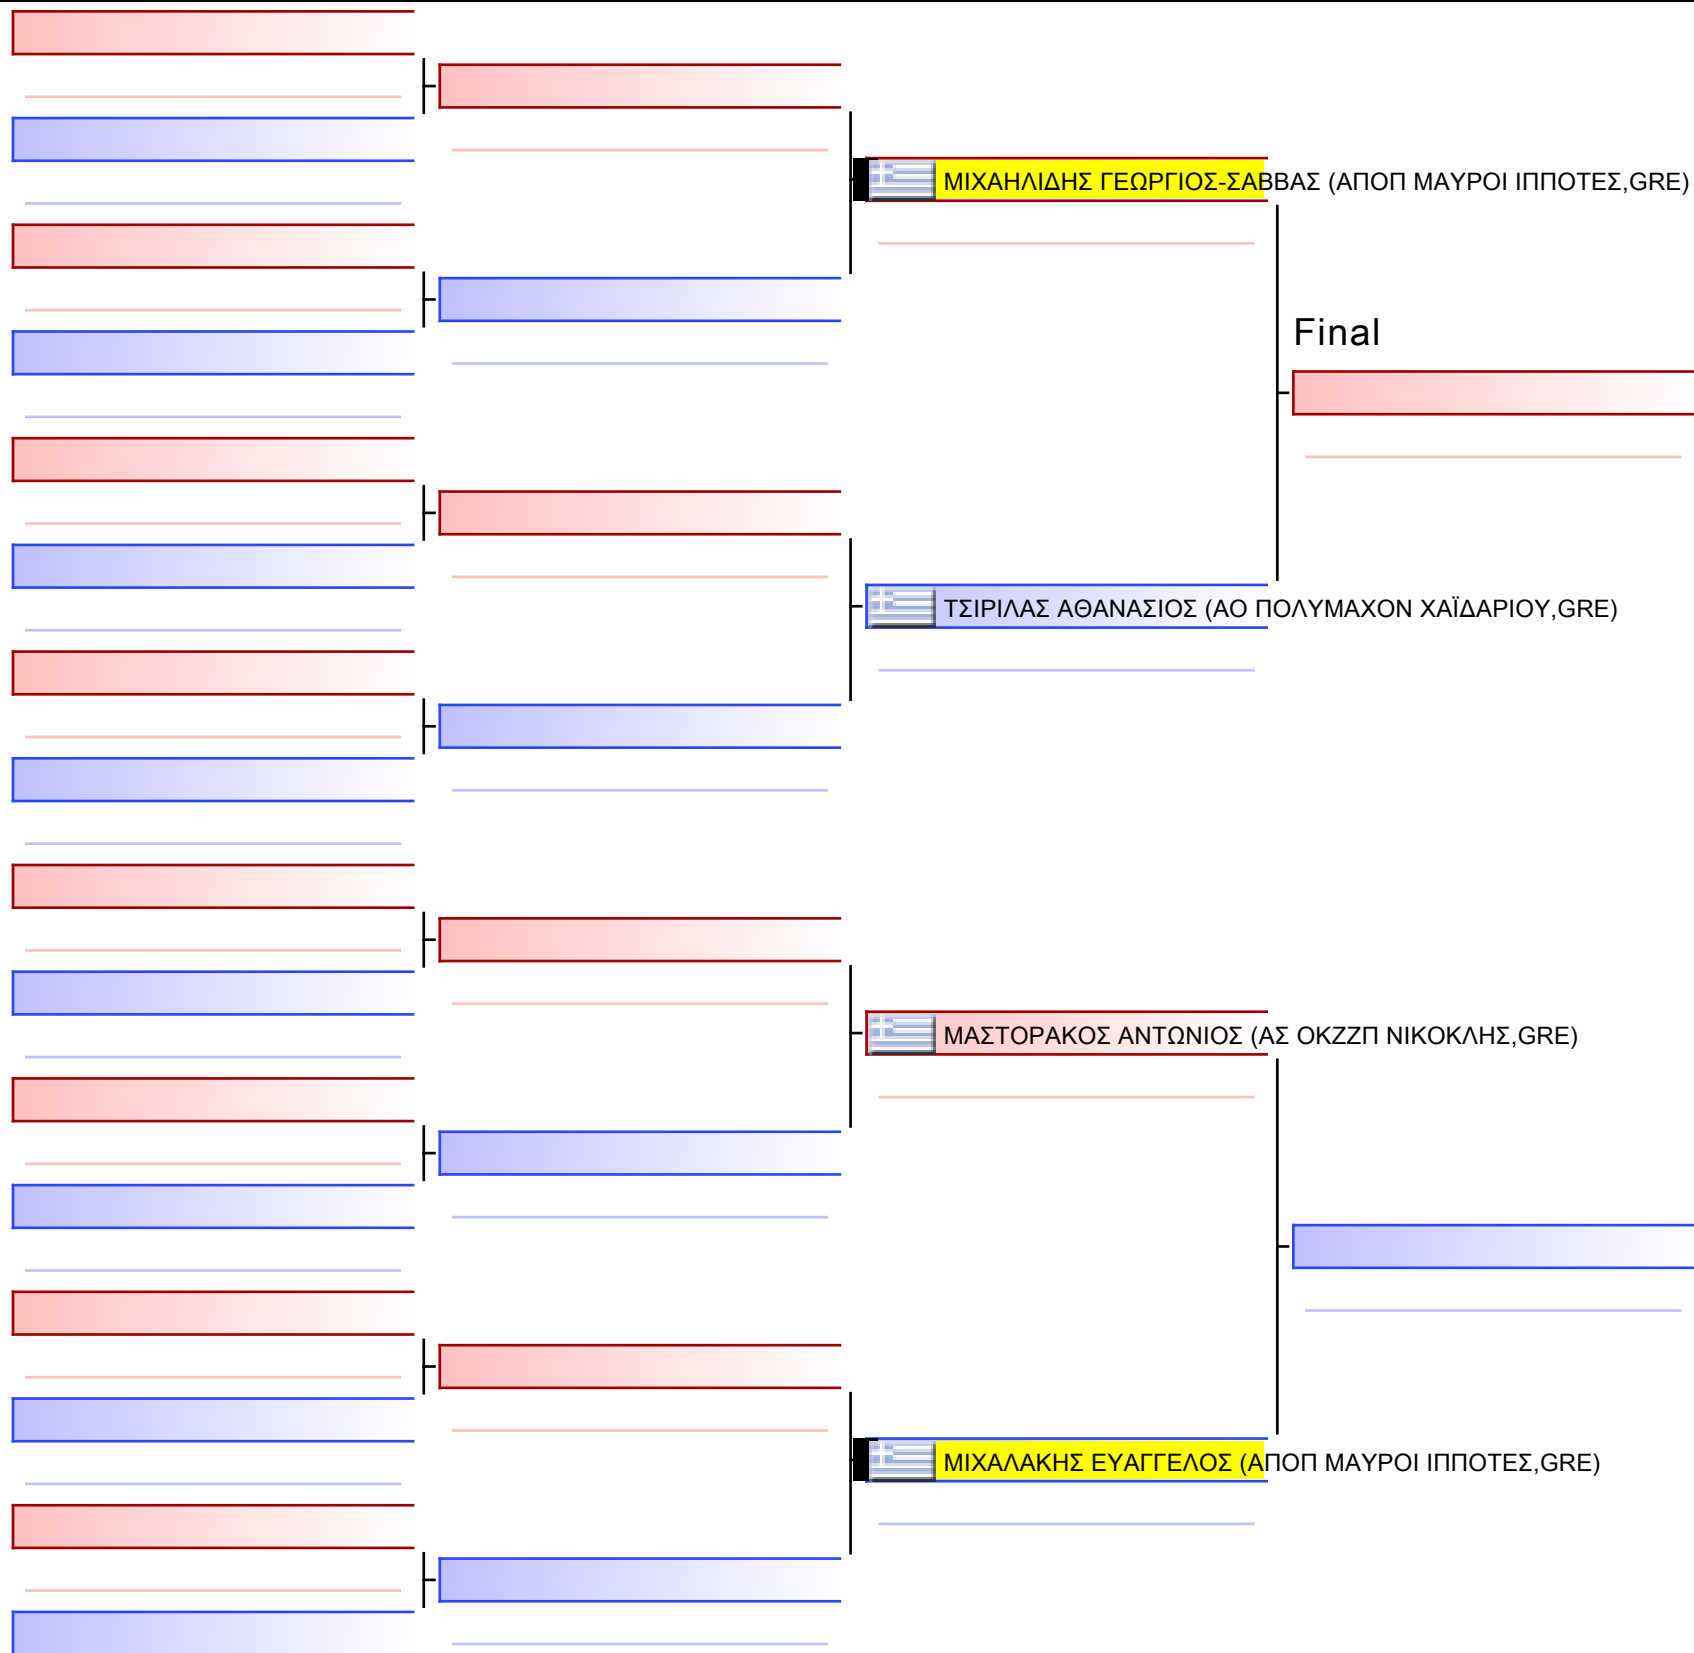 ΜΙΧΑΗΛΙΔΗΣ ΓΕΩΡΓΙΟΣ-ΣΑΒΒΑΣ (ΑΠΟΠ ΜΑΥΡΟΙ ΙΠΠΟΤΕΣ,GRE)
Final
ΤΣΙΡΙΛΑΣ ΑΘΑΝΑΣΙΟΣ (ΑΟ ΠΟΛΥΜΑΧΟΝ ΧΑΪΔΑΡΙΟΥ,GRE)
ΜΑΣΤΟΡΑΚΟΣ ΑΝΤΩΝΙΟΣ (ΑΣ ΟΚΖΖΠ ΝΙΚΟΚΛΗΣ,GRE)
ΜΙΧΑΛΑΚΗΣ ΕΥΑΓΓΕΛΟΣ (ΑΠΟΠ ΜΑΥΡΟΙ ΙΠΠΟΤΕΣ,GRE)